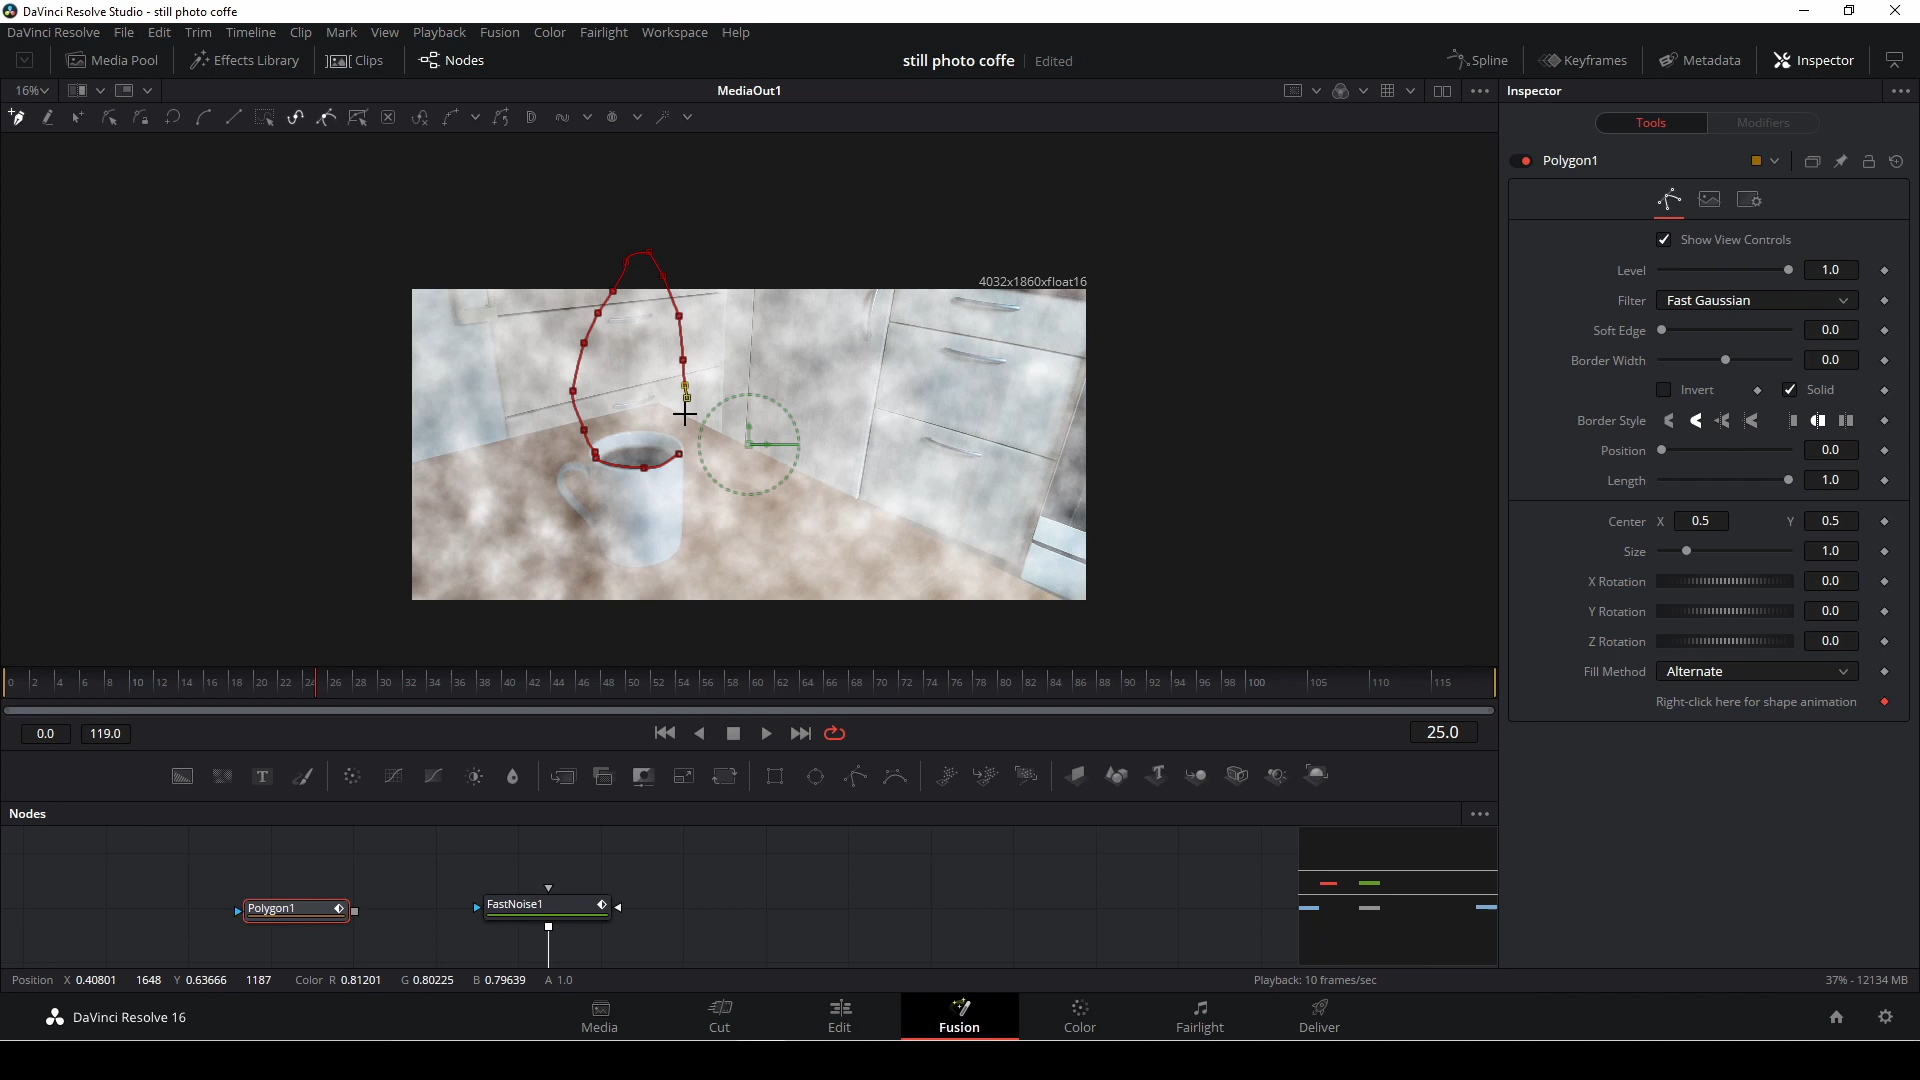 DaVinci Resolve Studio - still photo coffe
DaVinci Resolve File Edit Trim Timeline Clip Mark View Playback Fusion Color Fairlight Workspace Help
Media Pool Effects Library Clips Nodes still photo coffe Edited Spline Keyframes Metadata Inspector
16% MediaOut1 Inspector
Tools Modifiers
Polygon1
Show View Controls
4032x1860xfloat16
Level 1.0
Filter Fast Gaussian
Soft Edge 0.0
Border Width 0.0
Invert Solid
Border Style
Position 0.0
Length 1.0
Center X 0.5 Y 0.5
Size 1.0
X Rotation 0.0
Y Rotation 0.0
Z Rotation 0.0
Fill Method Alternate
Right-click here for shape animation
0 2 4 6 8 10 12 14 16 18 20 22 24 26 28 30 32 34 36 38 40 42 44 46 48 50 52 54 56 58 60 62 64 66 68 70 72 74 76 78 80 82 84 86 88 90 92 94 96 98 100 105 110 115
0.0 119.0 25.0
Nodes
Polygon1 FastNoise1
Position X 0.40801 1648 Y 0.63666 1187 Color R 0.81201 G 0.80225 B 0.79639 A 1.0 Playback: 10 frames/sec 37% - 12134 MB
DaVinci Resolve 16 Media Cut Edit Fusion Color Fairlight Deliver